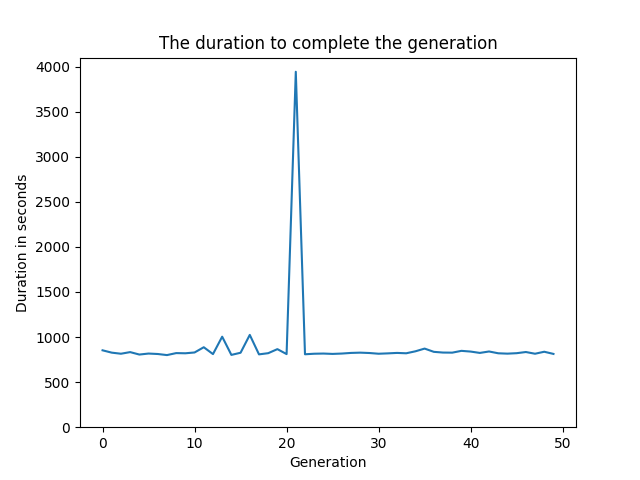 The duration to complete the generation
4000
3500
3000
2500
2000
1500
1000
500
0
Duration in seconds
0 10 20 30 40 50
Generation